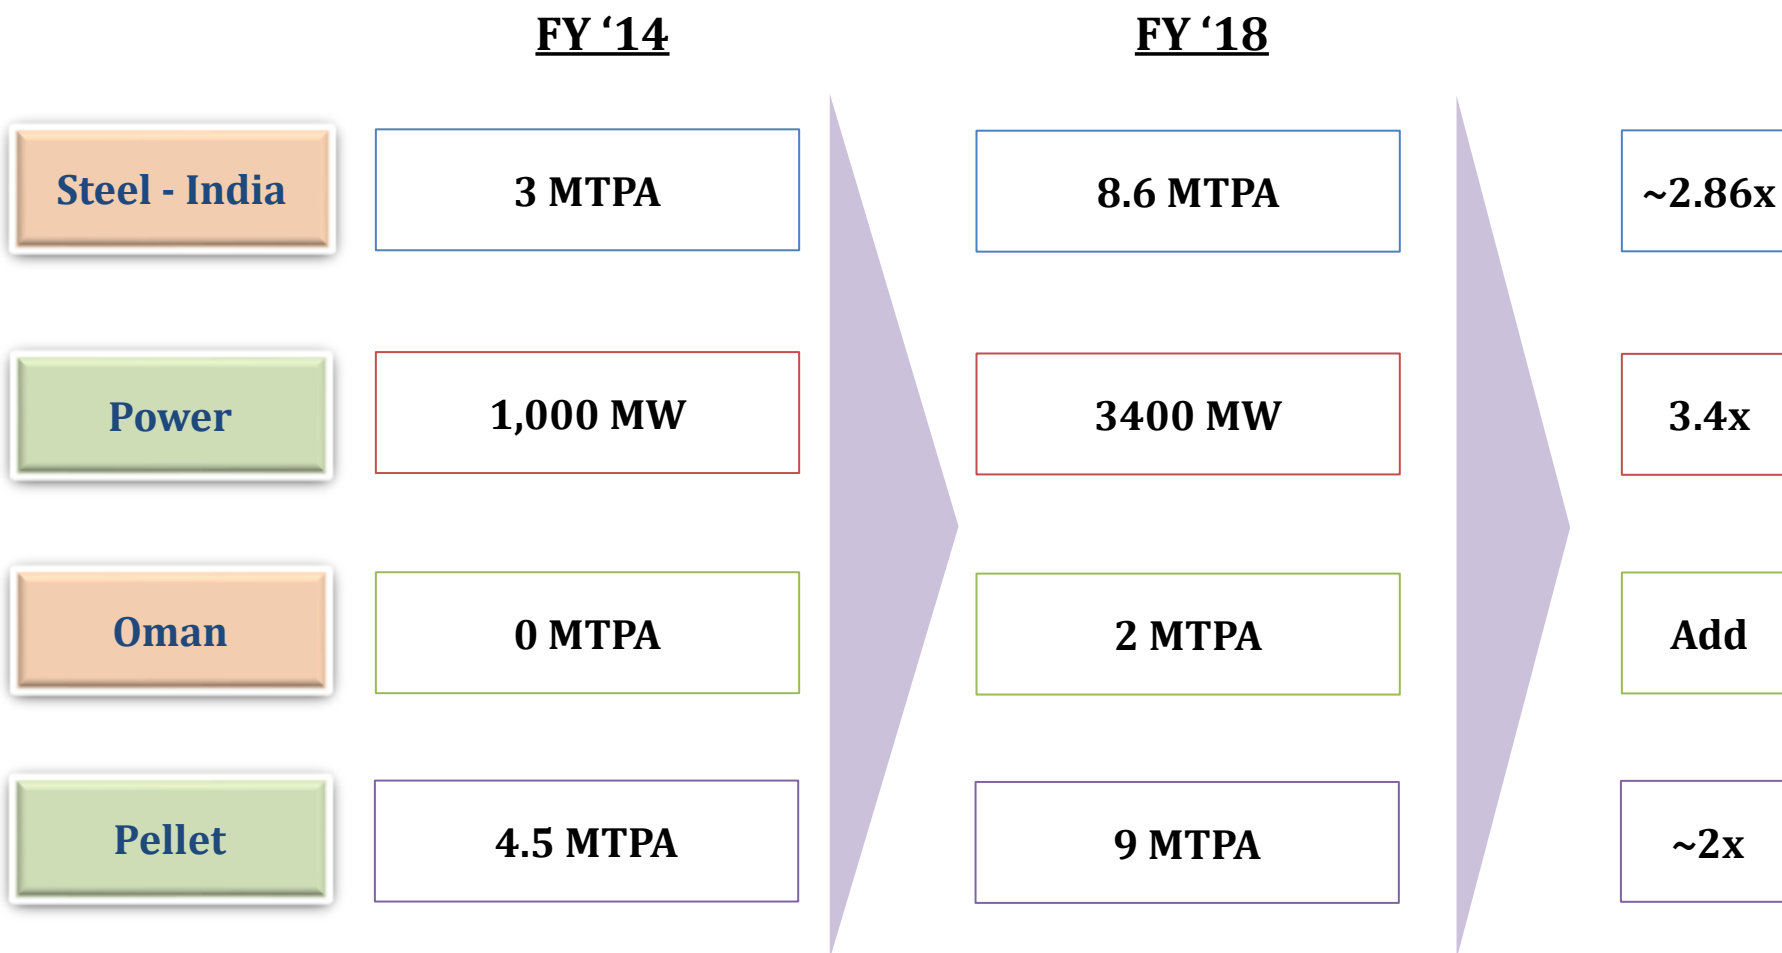 FY ‘14
FY ‘18
Steel - India
3 MTPA
8.6 MTPA
~2.86x
Power
1,000 MW
3400 MW
3.4x
Oman
0 MTPA
2 MTPA
Add
Pellet
4.5 MTPA
9 MTPA
~2x